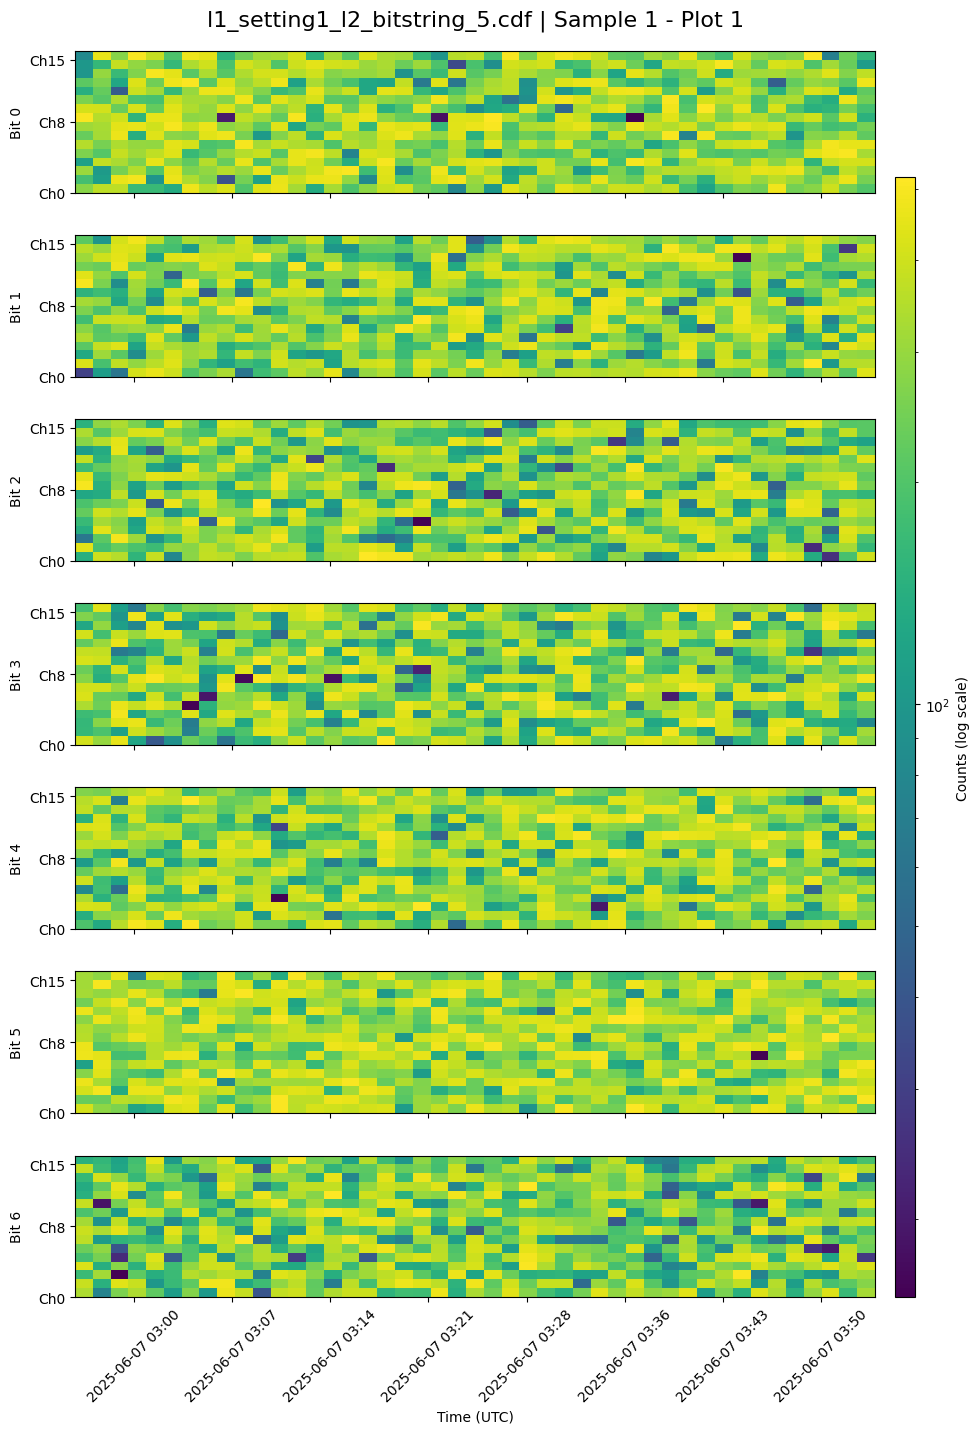 l1_setting1_l2_bitstring_5.cdf | Sample 1 - Plot 1
Bit 0
Ch15
Ch8
Ch0
Bit 1
Ch15
Ch8
Ch0
Bit 2
Ch15
Ch8
Ch0
Bit 3
Ch15
Ch8
Ch0
Bit 4
Ch15
Ch8
Ch0
Bit 5
Ch15
Ch8
Ch0
Bit 6
Ch15
Ch8
Ch0
2025-06-07 03:00
2025-06-07 03:07
2025-06-07 03:14
2025-06-07 03:21
2025-06-07 03:28
2025-06-07 03:36
2025-06-07 03:43
2025-06-07 03:50
Time (UTC)
10²
Counts (log scale)